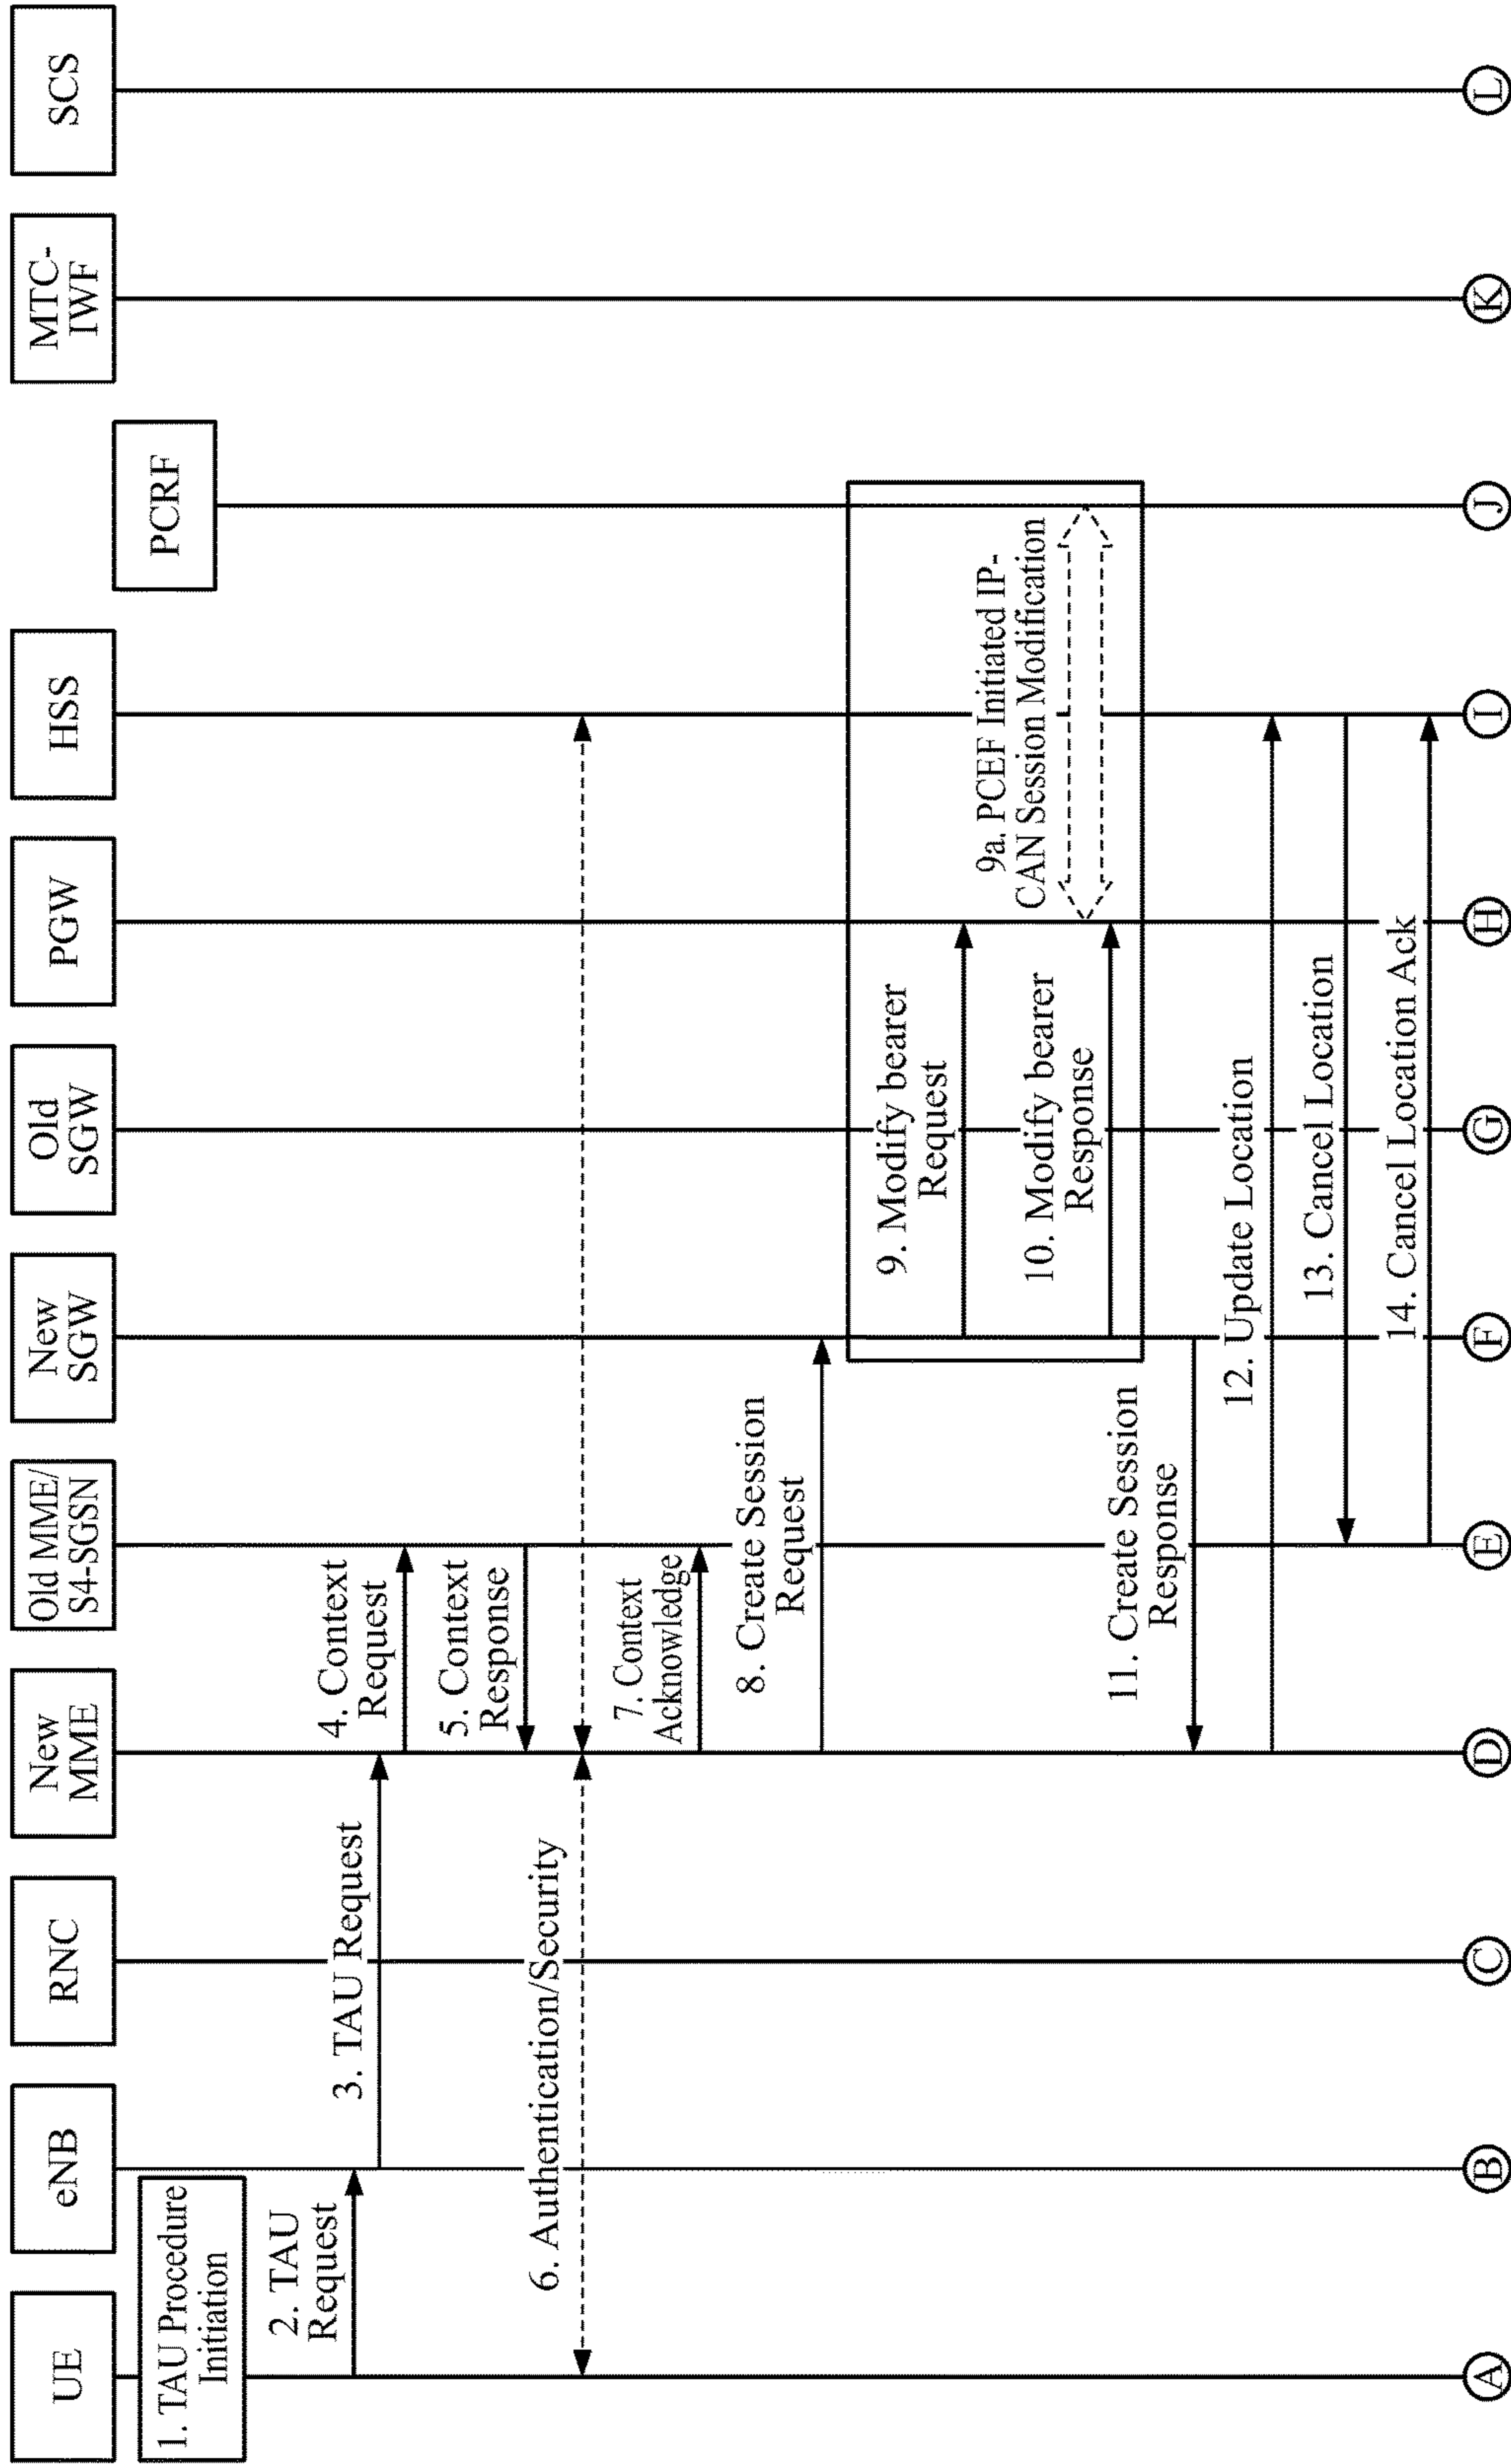 UE
eNB
RNC
New
MME
Old MME/
S4-SGSN
New
SGW
Old
SGW
PGW
HSS
PCRF
MTC-
IWF
SCS
1. TAU Procedure
Initiation
2. TAU
Request
3. TAU Request
4. Context
Request
5. Context
Response
6. Authentication/Security
7. Context
Acknowledge
8. Create Session
Request
9. Modify bearer
Request
9a. PCEF Initiated IP-
CAN Session Modification
10. Modify bearer
Response
11. Create Session
Response
12. Update Location
13. Cancel Location
14. Cancel Location Ack
A
B
C
D
E
F
G
H
I
J
K
L